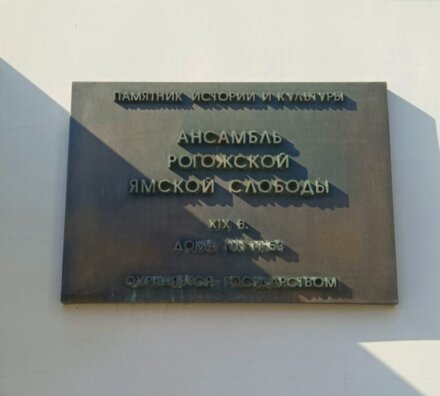 ПАМЯТНИК ИСТОРИИ И КУЛЬТУРЫ
АНСАМБЛЬ
РОГОЖСКОЙ
ЯМСКОЙ СЛОБОДЫ
XIX В.
ДОМА
ОХРАНЯЕТСЯ ГОСУДАРСТВОМ